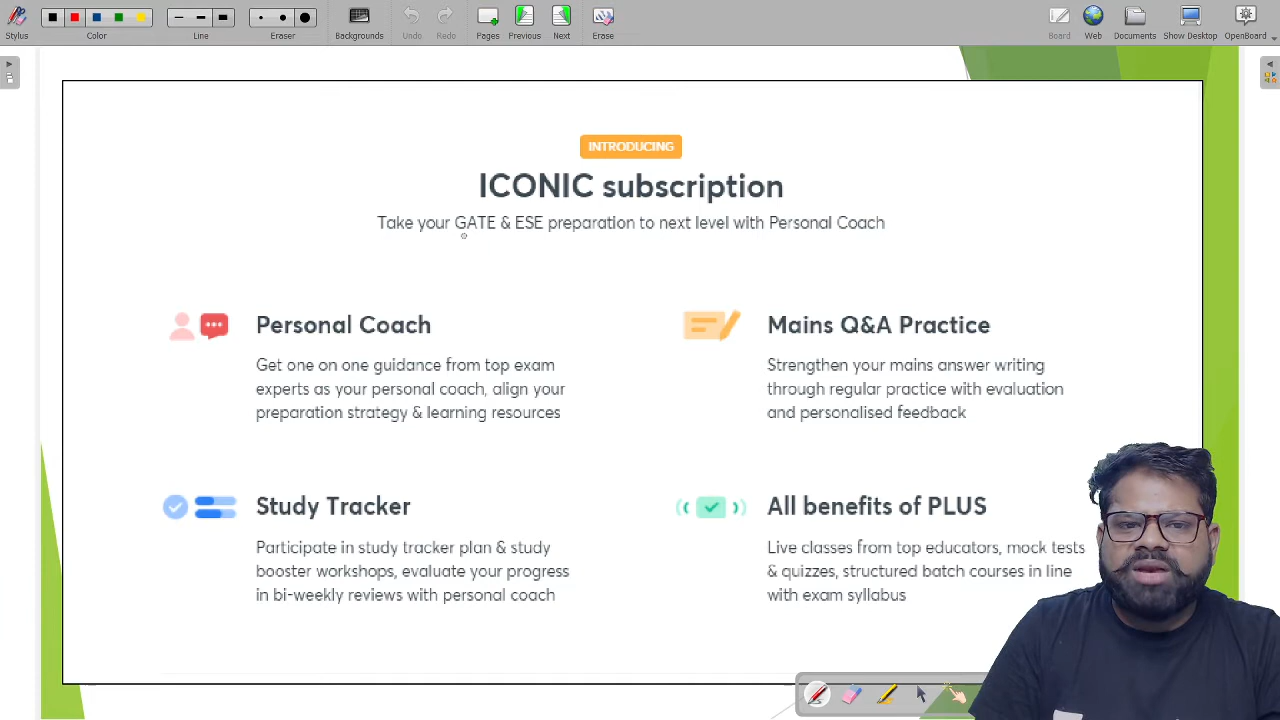 Stylus
Color
Line
Eraser
Backgrounds
Undo
Redo
Pages
Previous
Next
Erase
Board
Web
Documents
Show Desktop
OpenBoard
INTRODUCING
ICONIC subscription
Take your GATE & ESE preparation to next level with Personal Coach
Personal Coach
Get one on one guidance from top exam
experts as your personal coach, align your
preparation strategy & learning resources
Mains Q&A Practice
Strengthen your mains answer writing
through regular practice with evaluation
and personalised feedback
Study Tracker
Participate in study tracker plan & study
booster workshops, evaluate your progress
in bi-weekly reviews with personal coach
All benefits of PLUS
Live classes from top educators, mock tests
& quizzes, structured batch courses in line
with exam syllabus